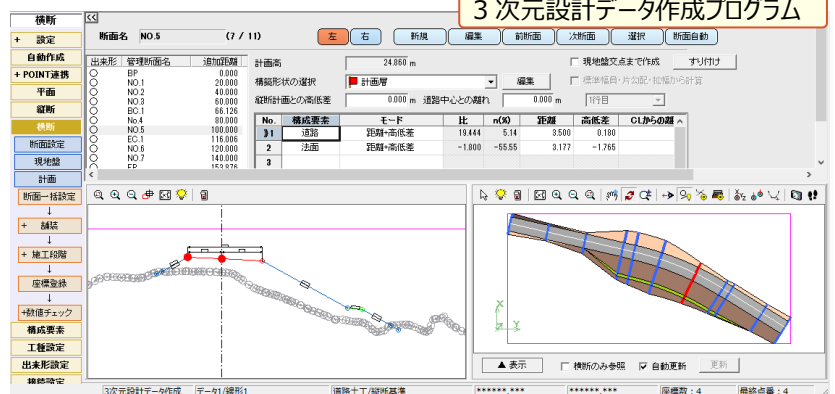 3次元設計データ作成プログラム
横断
<<
断面名 NO.5 (7 / 11) 左 右 新規 編集 前断面 次断面 選択 断面自動
+ 設定
自動作成
+ POINT連携
平面
縦断
横断
断面設定
現地盤
計画
断面一括設定
↓
+ 舗装
↓
+ 施工段階
↓
座標登録
↓
+数値チェック
構成要素
工種設定
出来形設定
出来形 管理断面名 追加距離
BP 0.000
NO.1 20.000
NO.2 40.000
NO.3 60.000
BC.1 66.126
No.4 80.000
NO.5 100.000
EC.1 116.006
NO.6 120.000
NO.7 140.000
EP 153.876
計画高 24.860 m 現地盤交点まで作成 すり付け
構築形状の選択 計画層 編集 標準幅員・片勾配・拡幅から計算
縦断計画との高低差 0.000 m 道路中心との離れ 0.000 m 1行目
No. 構成要素 モード 比 n(%) 距離 高低差 CLからの離
1 道路 距離+高低差 19.444 5.14 3.500 0.180
2 法面 距離+高低差 -1.800 -55.55 3.177 -1.765
3
X
Y
▲表示 横断のみ参照 自動更新 更新
3次元設計データ作成 データ1/線形1 道路土工/縦断基準 ******.*** ******.*** 座標数:4 最終点番:4